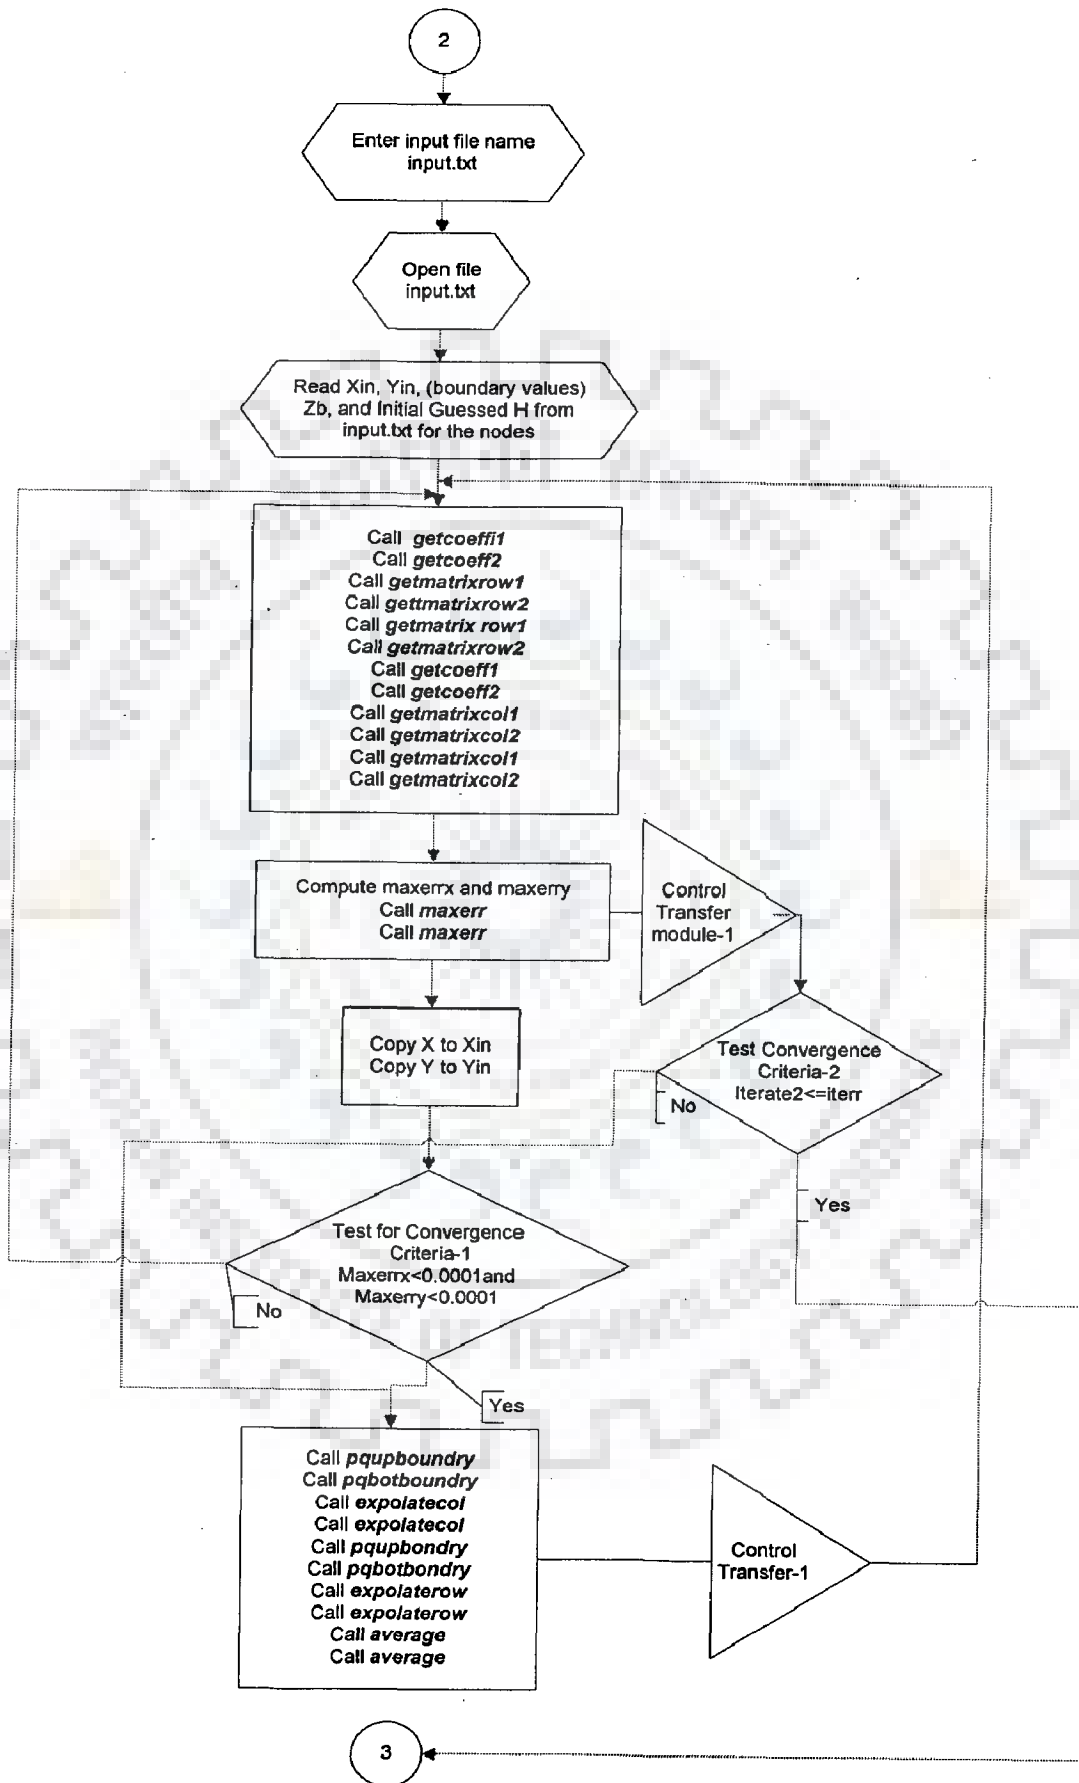 2
Enter input file name
input.txt
Open file
input.txt
Read Xin, Yin, (boundary values)
Zb, and Initial Guessed H from
input.txt for the nodes
Call getcoeffi1
Call getcoeff2
Call getmatrixrow1
Call gettmatrixrow2
Call getmatrix row1
Call getmatrixrow2
Call getcoeff1
Call getcoeff2
Call getmatrixcol1
Call getmatrixcol2
Call getmatrixcol1
Call getmatrixcol2
Compute maxerrx and maxerry
Call maxerr
Call maxerr
Control
Transfer
module-1
Copy X to Xin
Copy Y to Yin
Test Convergence
Criteria-2
Iterate2<=iterr
No
Yes
Test for Convergence
Criteria-1
Maxerrx<0.0001and
Maxerry<0.0001
No
Yes
Call pqupboundry
Call pqbotboundry
Call expolatecol
Call expolatecol
Call pqupbondry
Call pqbotbondry
Call expolaterow
Call expolaterow
Call average
Call average
Control
Transfer-1
3